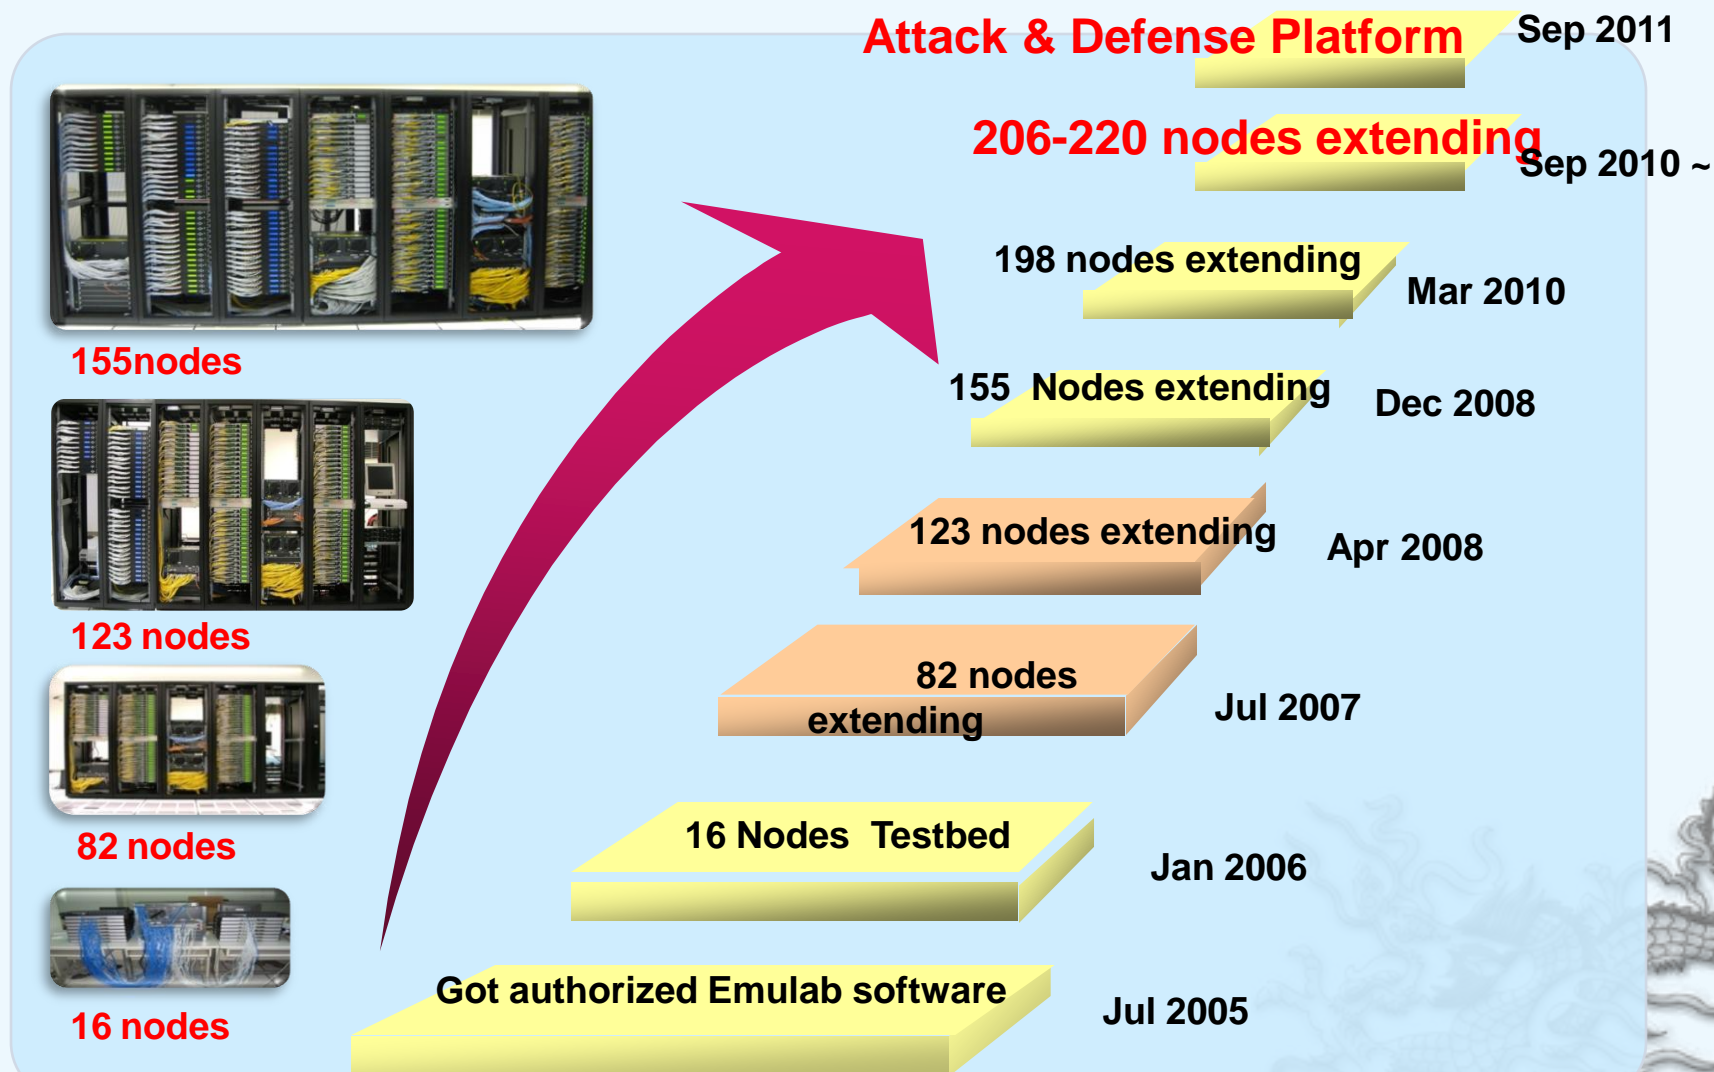 Attack & Defense Platform
Sep 2011
206-220 nodes extending
Sep 2010 ~
198 nodes extending
Mar 2010
155 Nodes extending
Dec 2008
123 nodes extending
Apr 2008
82 nodes
extending
Jul 2007
16 Nodes Testbed
Jan 2006
Got authorized Emulab software
Jul 2005
155nodes
123 nodes
82 nodes
16 nodes